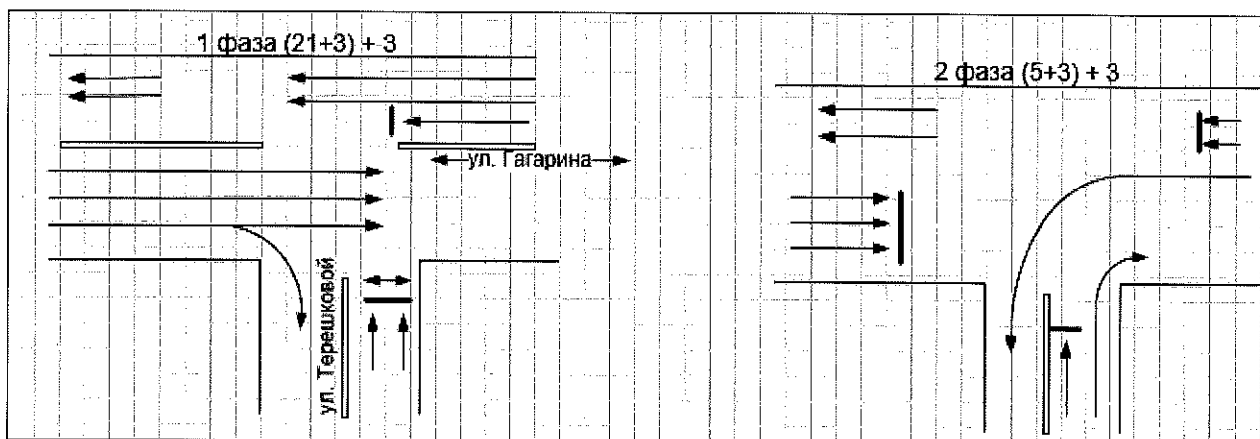 1 фаза (21+3) + 3
2 фаза (5+3) + 3
ул. Гагарина
ул. Терешковой